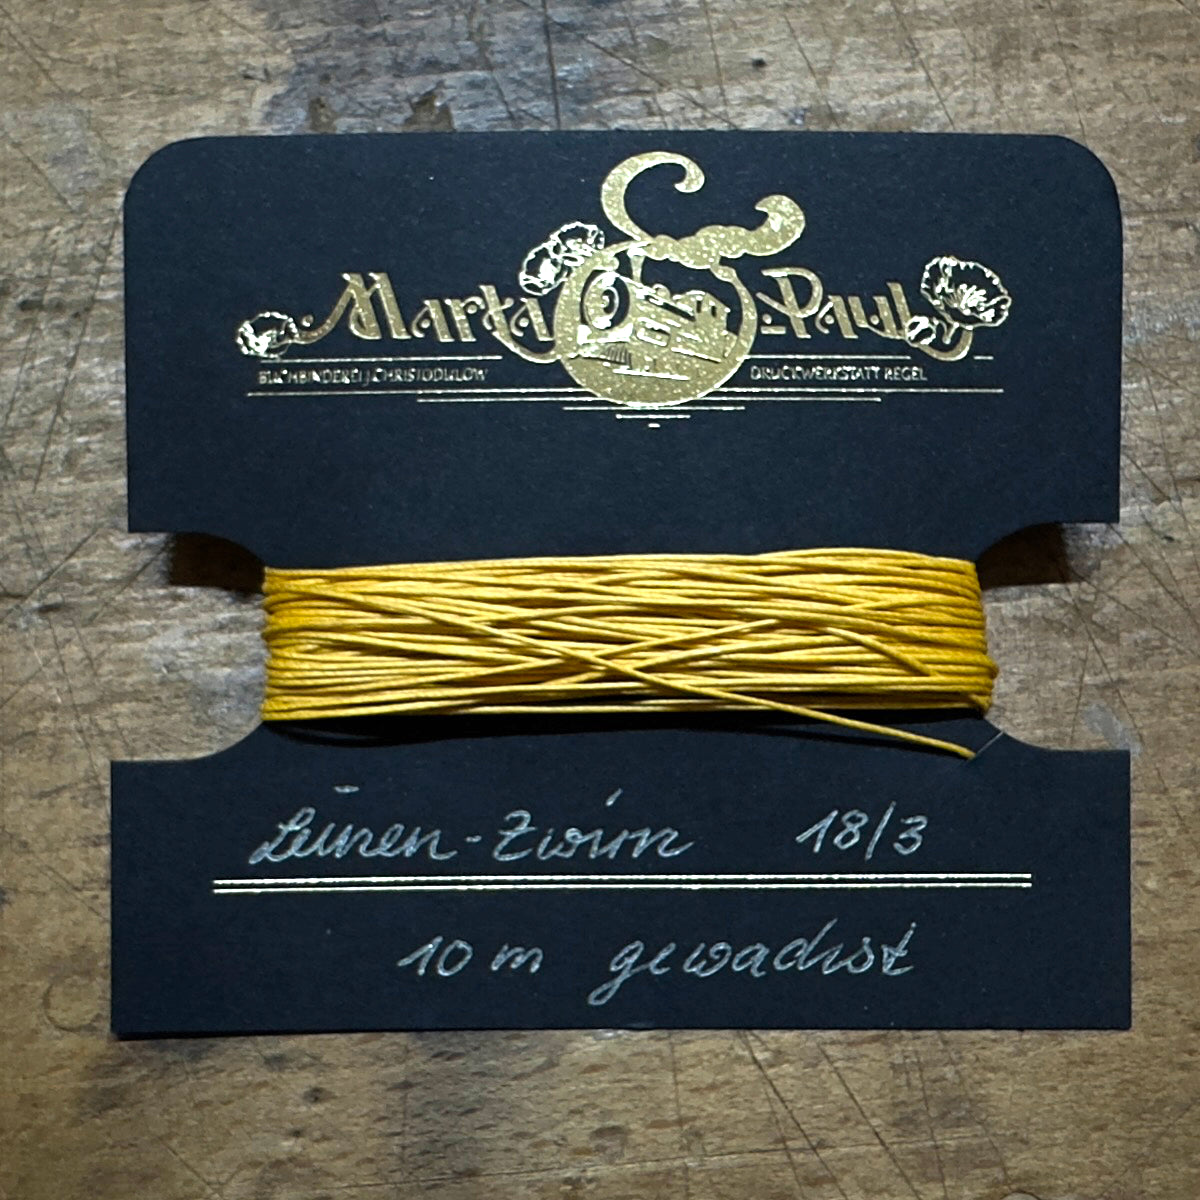 Marta & Paul
BUCHBINDEREI J.CHRISTODULOW DRUCKWERKSTATT REGEL
Leinen-Zwirn 18/3
10 m gewachst